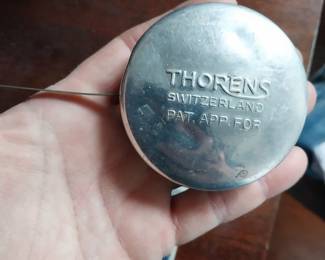 THORENS
SWITZERLAND
PAT. APP. FOR